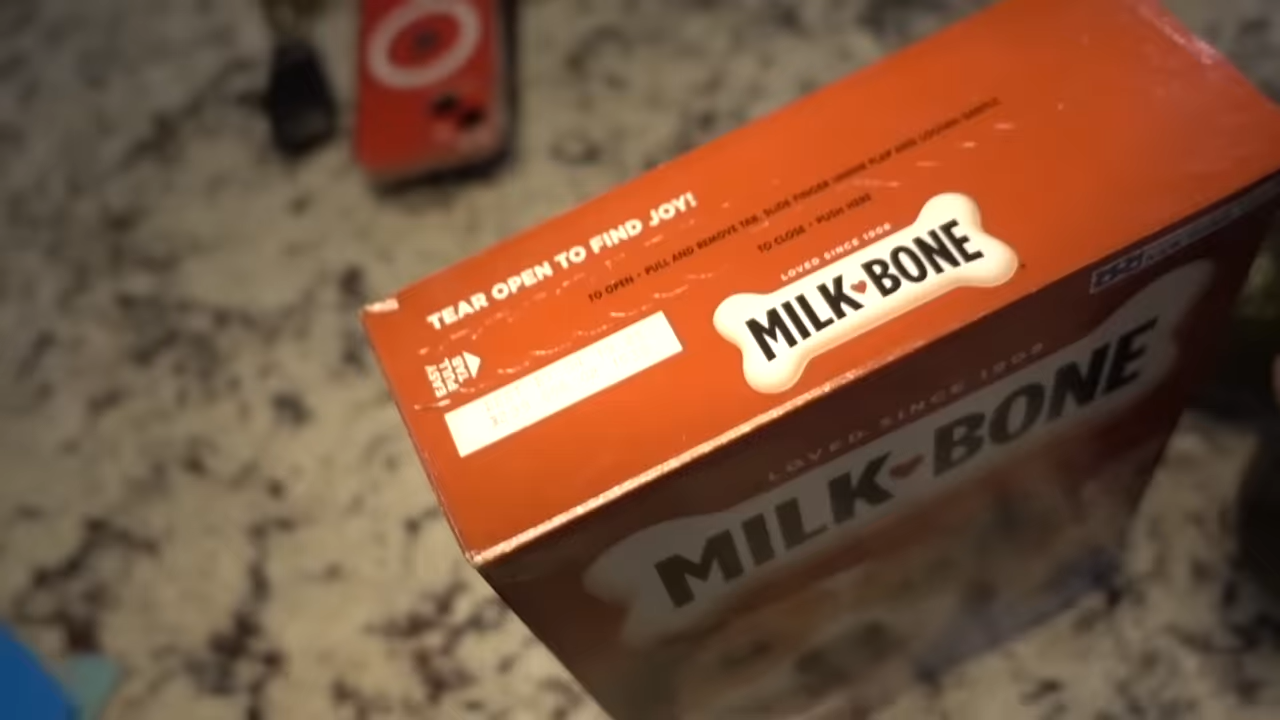 TEAR OPEN TO FIND JOY!
TO OPEN • PULL AND REMOVE TAB. SLIDE FINGER UNDER FLAP AND LOOSEN GENTLY.
TO CLOSE • PUSH HERE
EASY
PULL
TAB
LOVED SINCE 1908
MILK BONE
LOVED SINCE 1908
MILK BONE